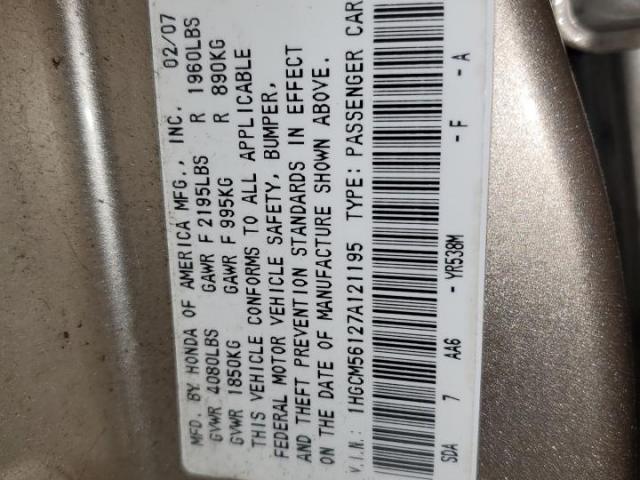 MFD. BY HONDA OF AMERICA MFG., INC. 02/07
GVWR 4080LBS GAWR F 2195LBS R 1960LBS
GVWR 1850KG GAWR F 995KG R 890KG
THIS VEHICLE CONFORMS TO ALL APPLICABLE
FEDERAL MOTOR VEHICLE SAFETY, BUMPER,
AND THEFT PREVENTION STANDARDS IN EFFECT
ON THE DATE OF MANUFACTURE SHOWN ABOVE.
V.I.N.: 1HGCM56127A121195 TYPE: PASSENGER CAR
SDA 7 AA6 - YR538M - F - A